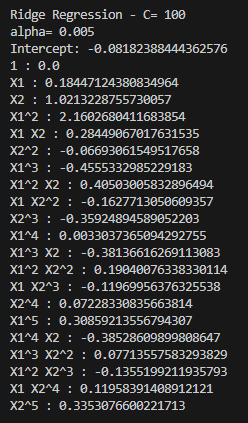 Ridge Regression - C= 100
alpha= 0.005
Intercept: -0.08182388444362576
1 : 0.0
X1 : 0.18447124380834964
X2 : 1.0213228755730057
X1^2 : 2.1602680411683854
X1 X2 : 0.28449067017631535
X2^2 : -0.06693061549517658
X1^3 : -0.4555332985229183
X1^2 X2 : 0.40503005832896494
X1 X2^2 : -0.1627713050609357
X2^3 : -0.35924894589052203
X1^4 : 0.0033037365094292755
X1^3 X2 : -0.38136616269113083
X1^2 X2^2 : 0.19040076338330114
X1 X2^3 : -0.11969956376325538
X2^4 : 0.07228330835663814
X1^5 : 0.30859213556794307
X1^4 X2 : -0.38528609899808647
X1^3 X2^2 : 0.07713557583293829
X1^2 X2^3 : -0.1355199211935793
X1 X2^4 : 0.11958391408912121
X2^5 : 0.3353076600221713